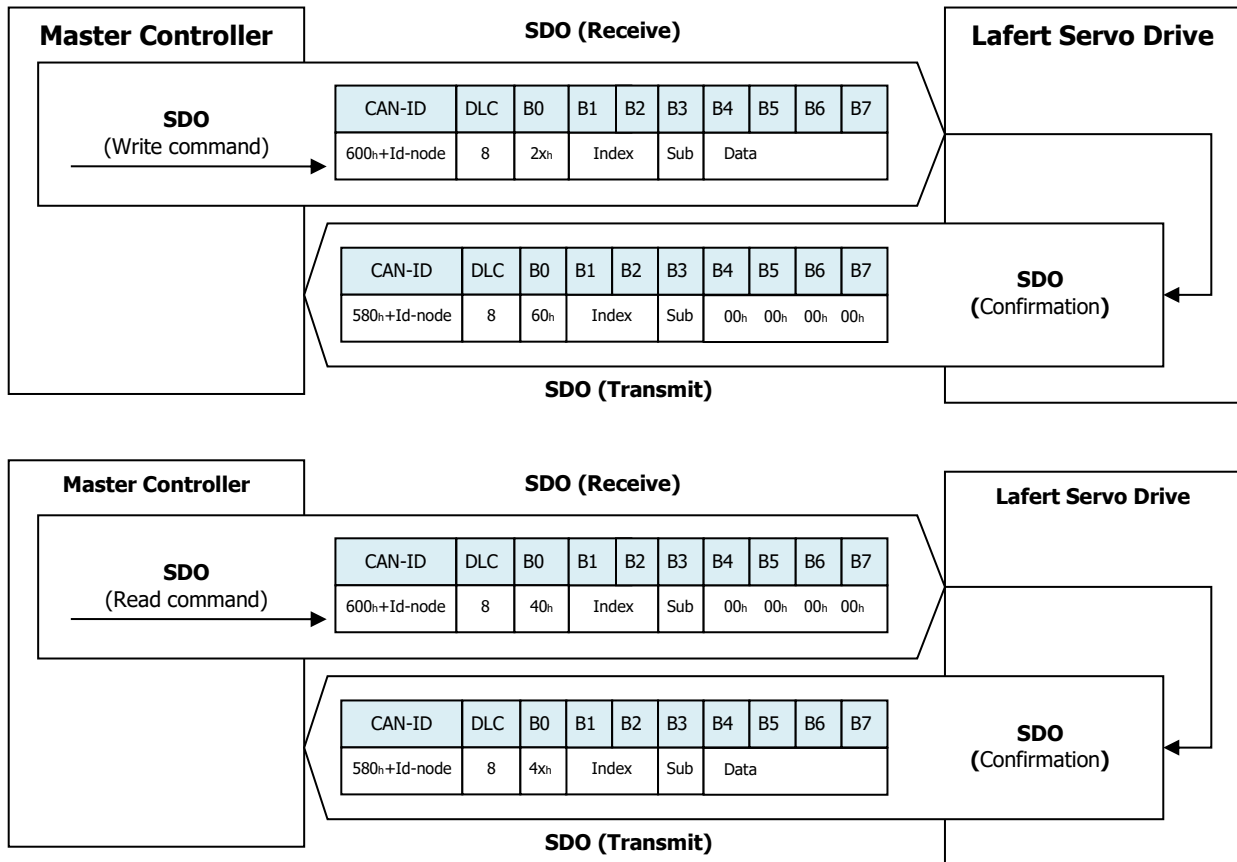 Master Controller
SDO (Receive)
Lafert Servo Drive
SDO
(Write command)
CAN-ID DLC B0 B1 B2 B3 B4 B5 B6 B7
600h+Id-node 8 2xh Index Sub Data
CAN-ID DLC B0 B1 B2 B3 B4 B5 B6 B7
580h+Id-node 8 60h Index Sub 00h 00h 00h 00h
SDO
(Confirmation)
SDO (Transmit)
Master Controller
SDO (Receive)
Lafert Servo Drive
SDO
(Read command)
CAN-ID DLC B0 B1 B2 B3 B4 B5 B6 B7
600h+Id-node 8 40h Index Sub 00h 00h 00h 00h
CAN-ID DLC B0 B1 B2 B3 B4 B5 B6 B7
580h+Id-node 8 4xh Index Sub Data
SDO
(Confirmation)
SDO (Transmit)